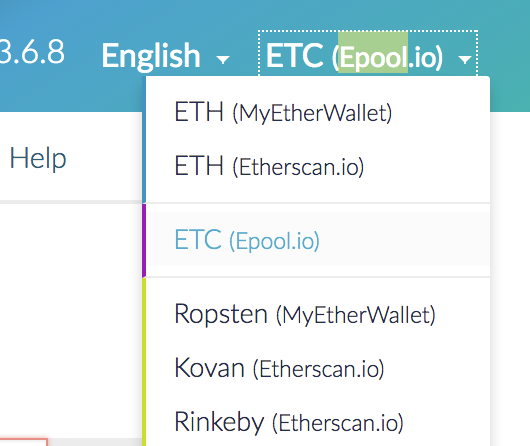 3.6.8 English ETC (Epool.io)
ETH (MyEtherWallet)
Help
ETH (Etherscan.io)
ETC (Epool.io)
Ropsten (MyEtherWallet)
Kovan (Etherscan.io)
Rinkeby (Etherscan.io)